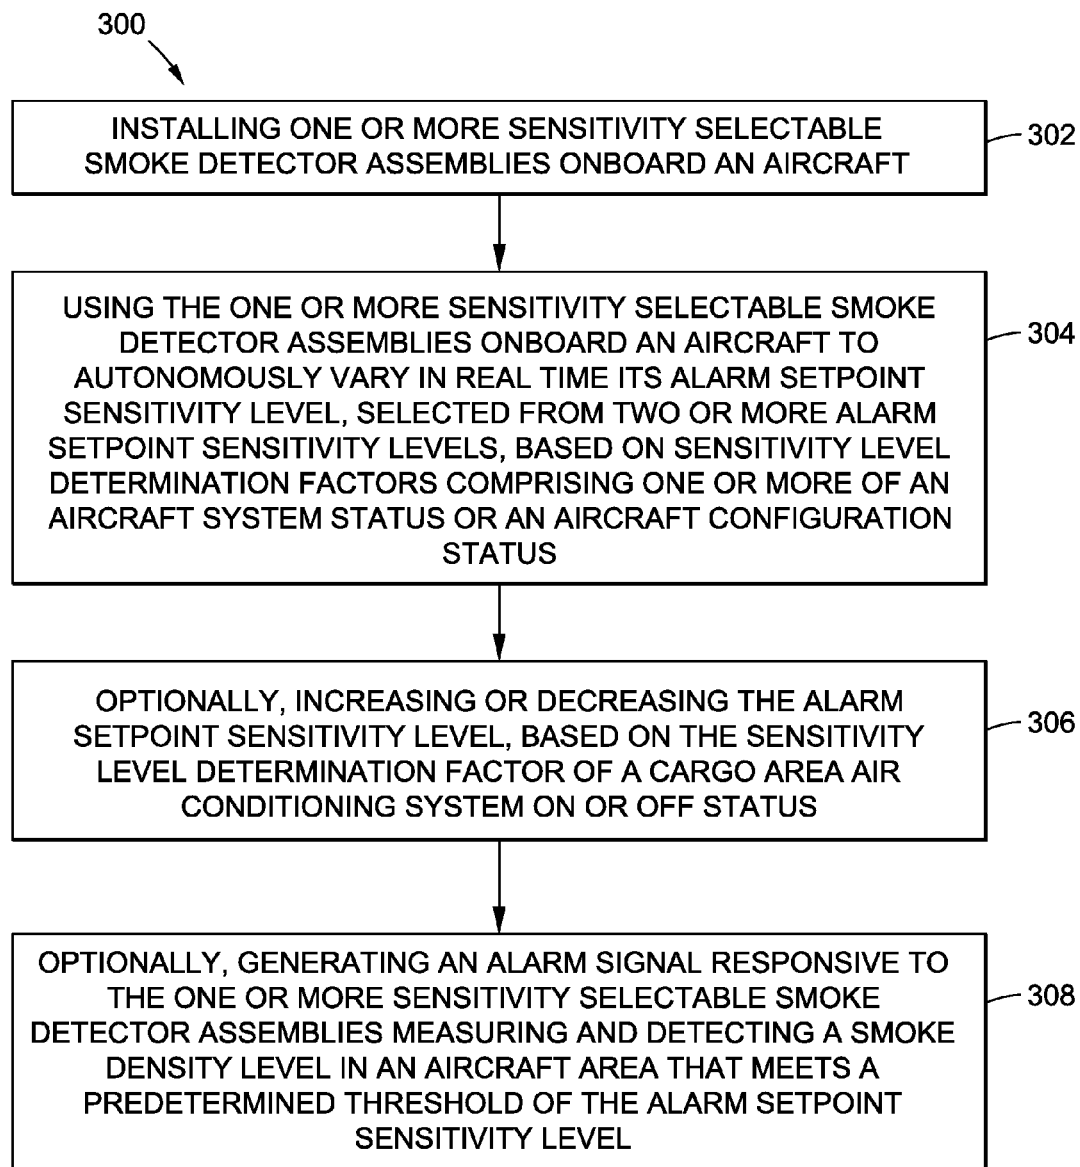 300
INSTALLING ONE OR MORE SENSITIVITY SELECTABLE
SMOKE DETECTOR ASSEMBLIES ONBOARD AN AIRCRAFT
302
USING THE ONE OR MORE SENSITIVITY SELECTABLE SMOKE
DETECTOR ASSEMBLIES ONBOARD AN AIRCRAFT TO
AUTONOMOUSLY VARY IN REAL TIME ITS ALARM SETPOINT
SENSITIVITY LEVEL, SELECTED FROM TWO OR MORE ALARM
SETPOINT SENSITIVITY LEVELS, BASED ON SENSITIVITY LEVEL
DETERMINATION FACTORS COMPRISING ONE OR MORE OF AN
AIRCRAFT SYSTEM STATUS OR AN AIRCRAFT CONFIGURATION
STATUS
304
OPTIONALLY, INCREASING OR DECREASING THE ALARM
SETPOINT SENSITIVITY LEVEL, BASED ON THE SENSITIVITY
LEVEL DETERMINATION FACTOR OF A CARGO AREA AIR
CONDITIONING SYSTEM ON OR OFF STATUS
306
OPTIONALLY, GENERATING AN ALARM SIGNAL RESPONSIVE TO
THE ONE OR MORE SENSITIVITY SELECTABLE SMOKE
DETECTOR ASSEMBLIES MEASURING AND DETECTING A SMOKE
DENSITY LEVEL IN AN AIRCRAFT AREA THAT MEETS A
PREDETERMINED THRESHOLD OF THE ALARM SETPOINT
SENSITIVITY LEVEL
308